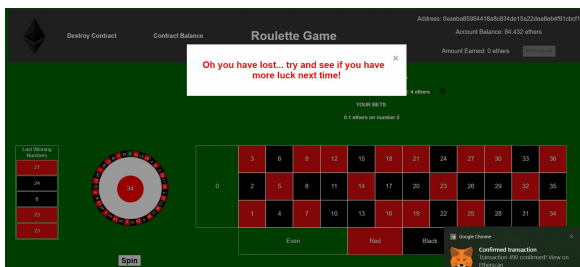 Address: 0xaeba85954418a8c834de15a22dea6eb4f91cbcf1
Destroy Contract
Contract Balance
Roulette Game
Account Balance: 84.432 ethers
Amount Earned: 0 ethers
Oh you have lost... try and see if you have
more luck next time!
×
4 ethers
YOUR BETS:
0.1 ethers on number 2
Last Winning
Numbers
27
24
6
23
23
34
Spin
0
3 6 9 12 15 18 21 24 27 30 33 36
2 5 8 11 14 17 20 23 26 29 32 35
1 4 7 10 13 16 19 22 25 28 31 34
Even
Red
Black
Google Chrome
Confirmed transaction
Transaction 490 confirmed! View on
Etherscan